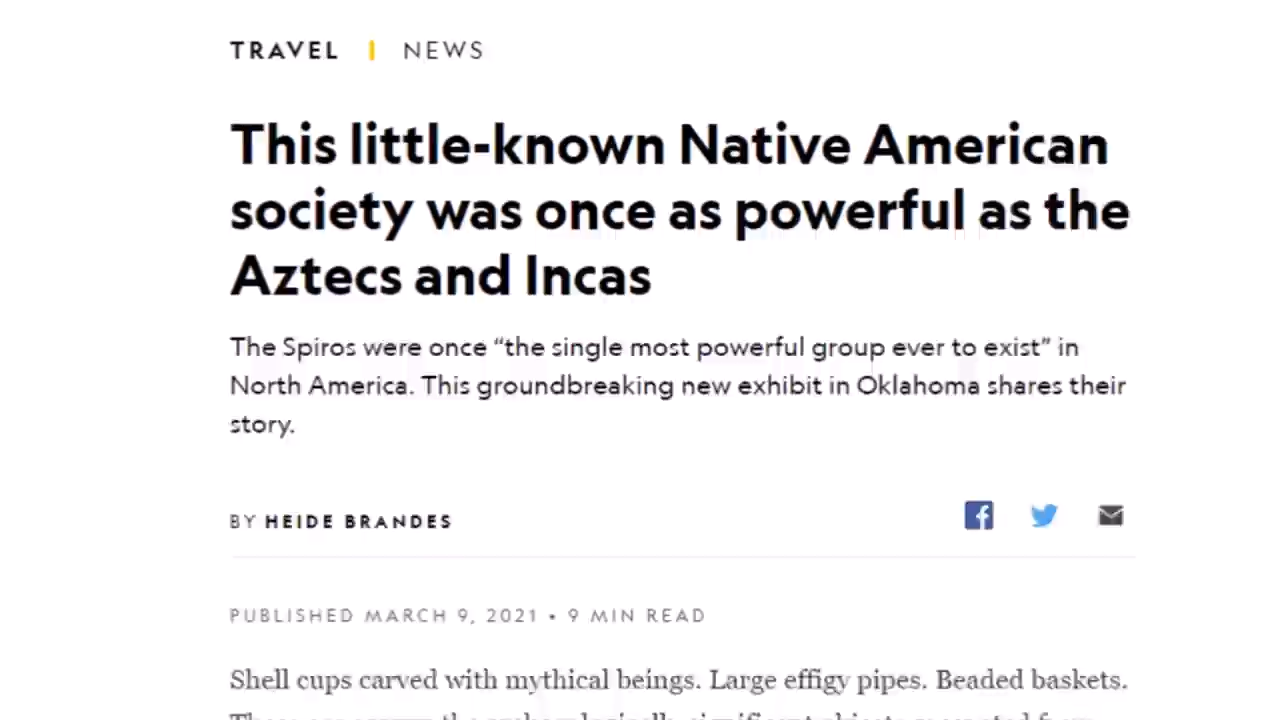 TRAVEL | NEWS
This little-known Native American
society was once as powerful as the
Aztecs and Incas
The Spiros were once “the single most powerful group ever to exist” in
North America. This groundbreaking new exhibit in Oklahoma shares their
story.
BY HEIDE BRANDES
PUBLISHED MARCH 9, 2021 • 9 MIN READ
Shell cups carved with mythical beings. Large effigy pipes. Beaded baskets.